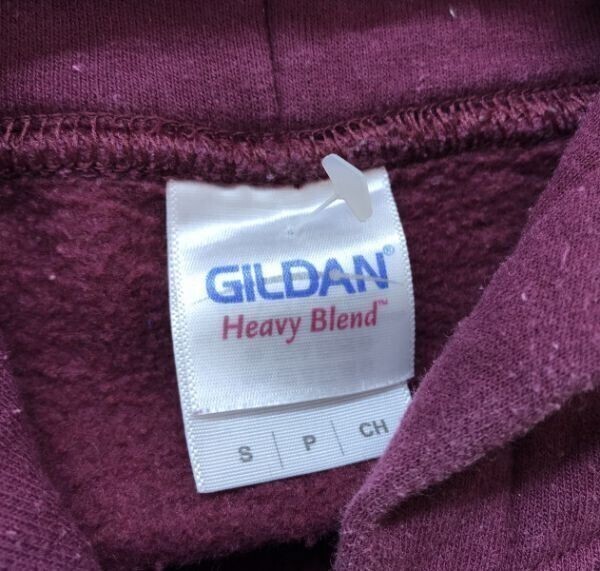 GILDAN®
Heavy Blend™
S | P | CH